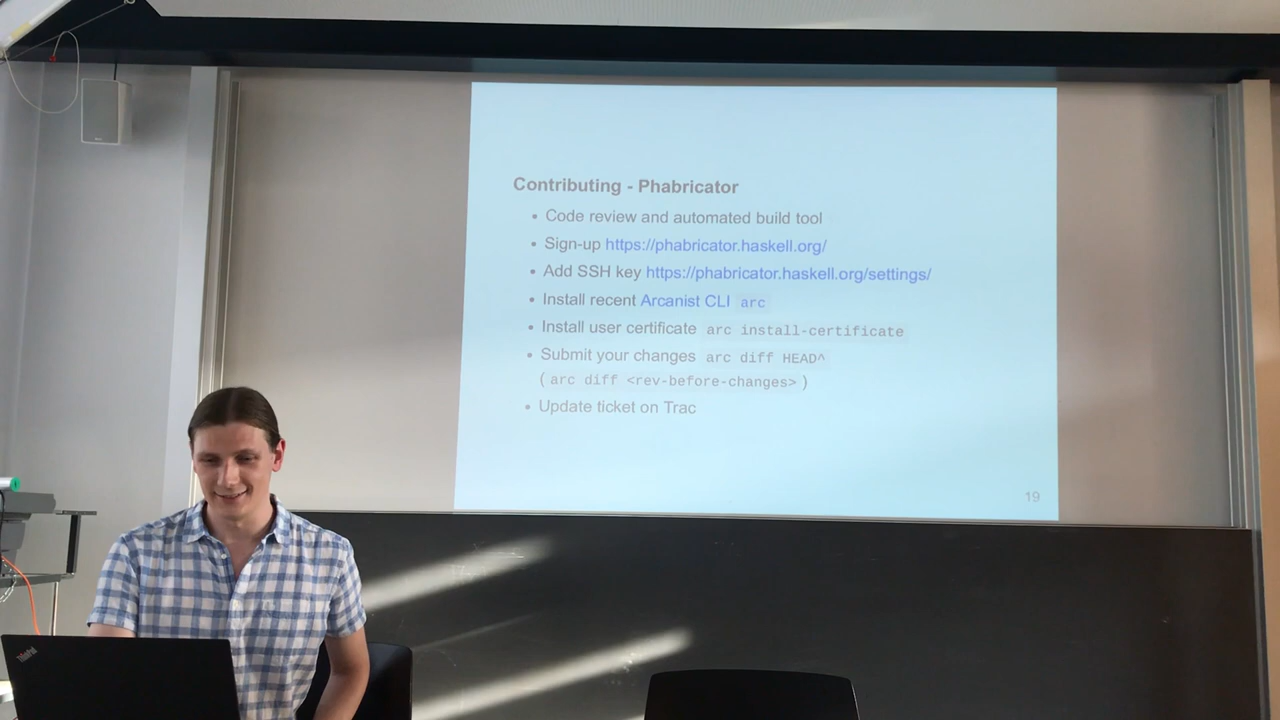 Contributing - Phabricator
• Code review and automated build tool
• Sign-up https://phabricator.haskell.org/
• Add SSH key https://phabricator.haskell.org/settings/
• Install recent Arcanist CLI arc
• Install user certificate arc install-certificate
• Submit your changes arc diff HEAD^
( arc diff <rev-before-changes> )
• Update ticket on Trac
19
ThinkPad